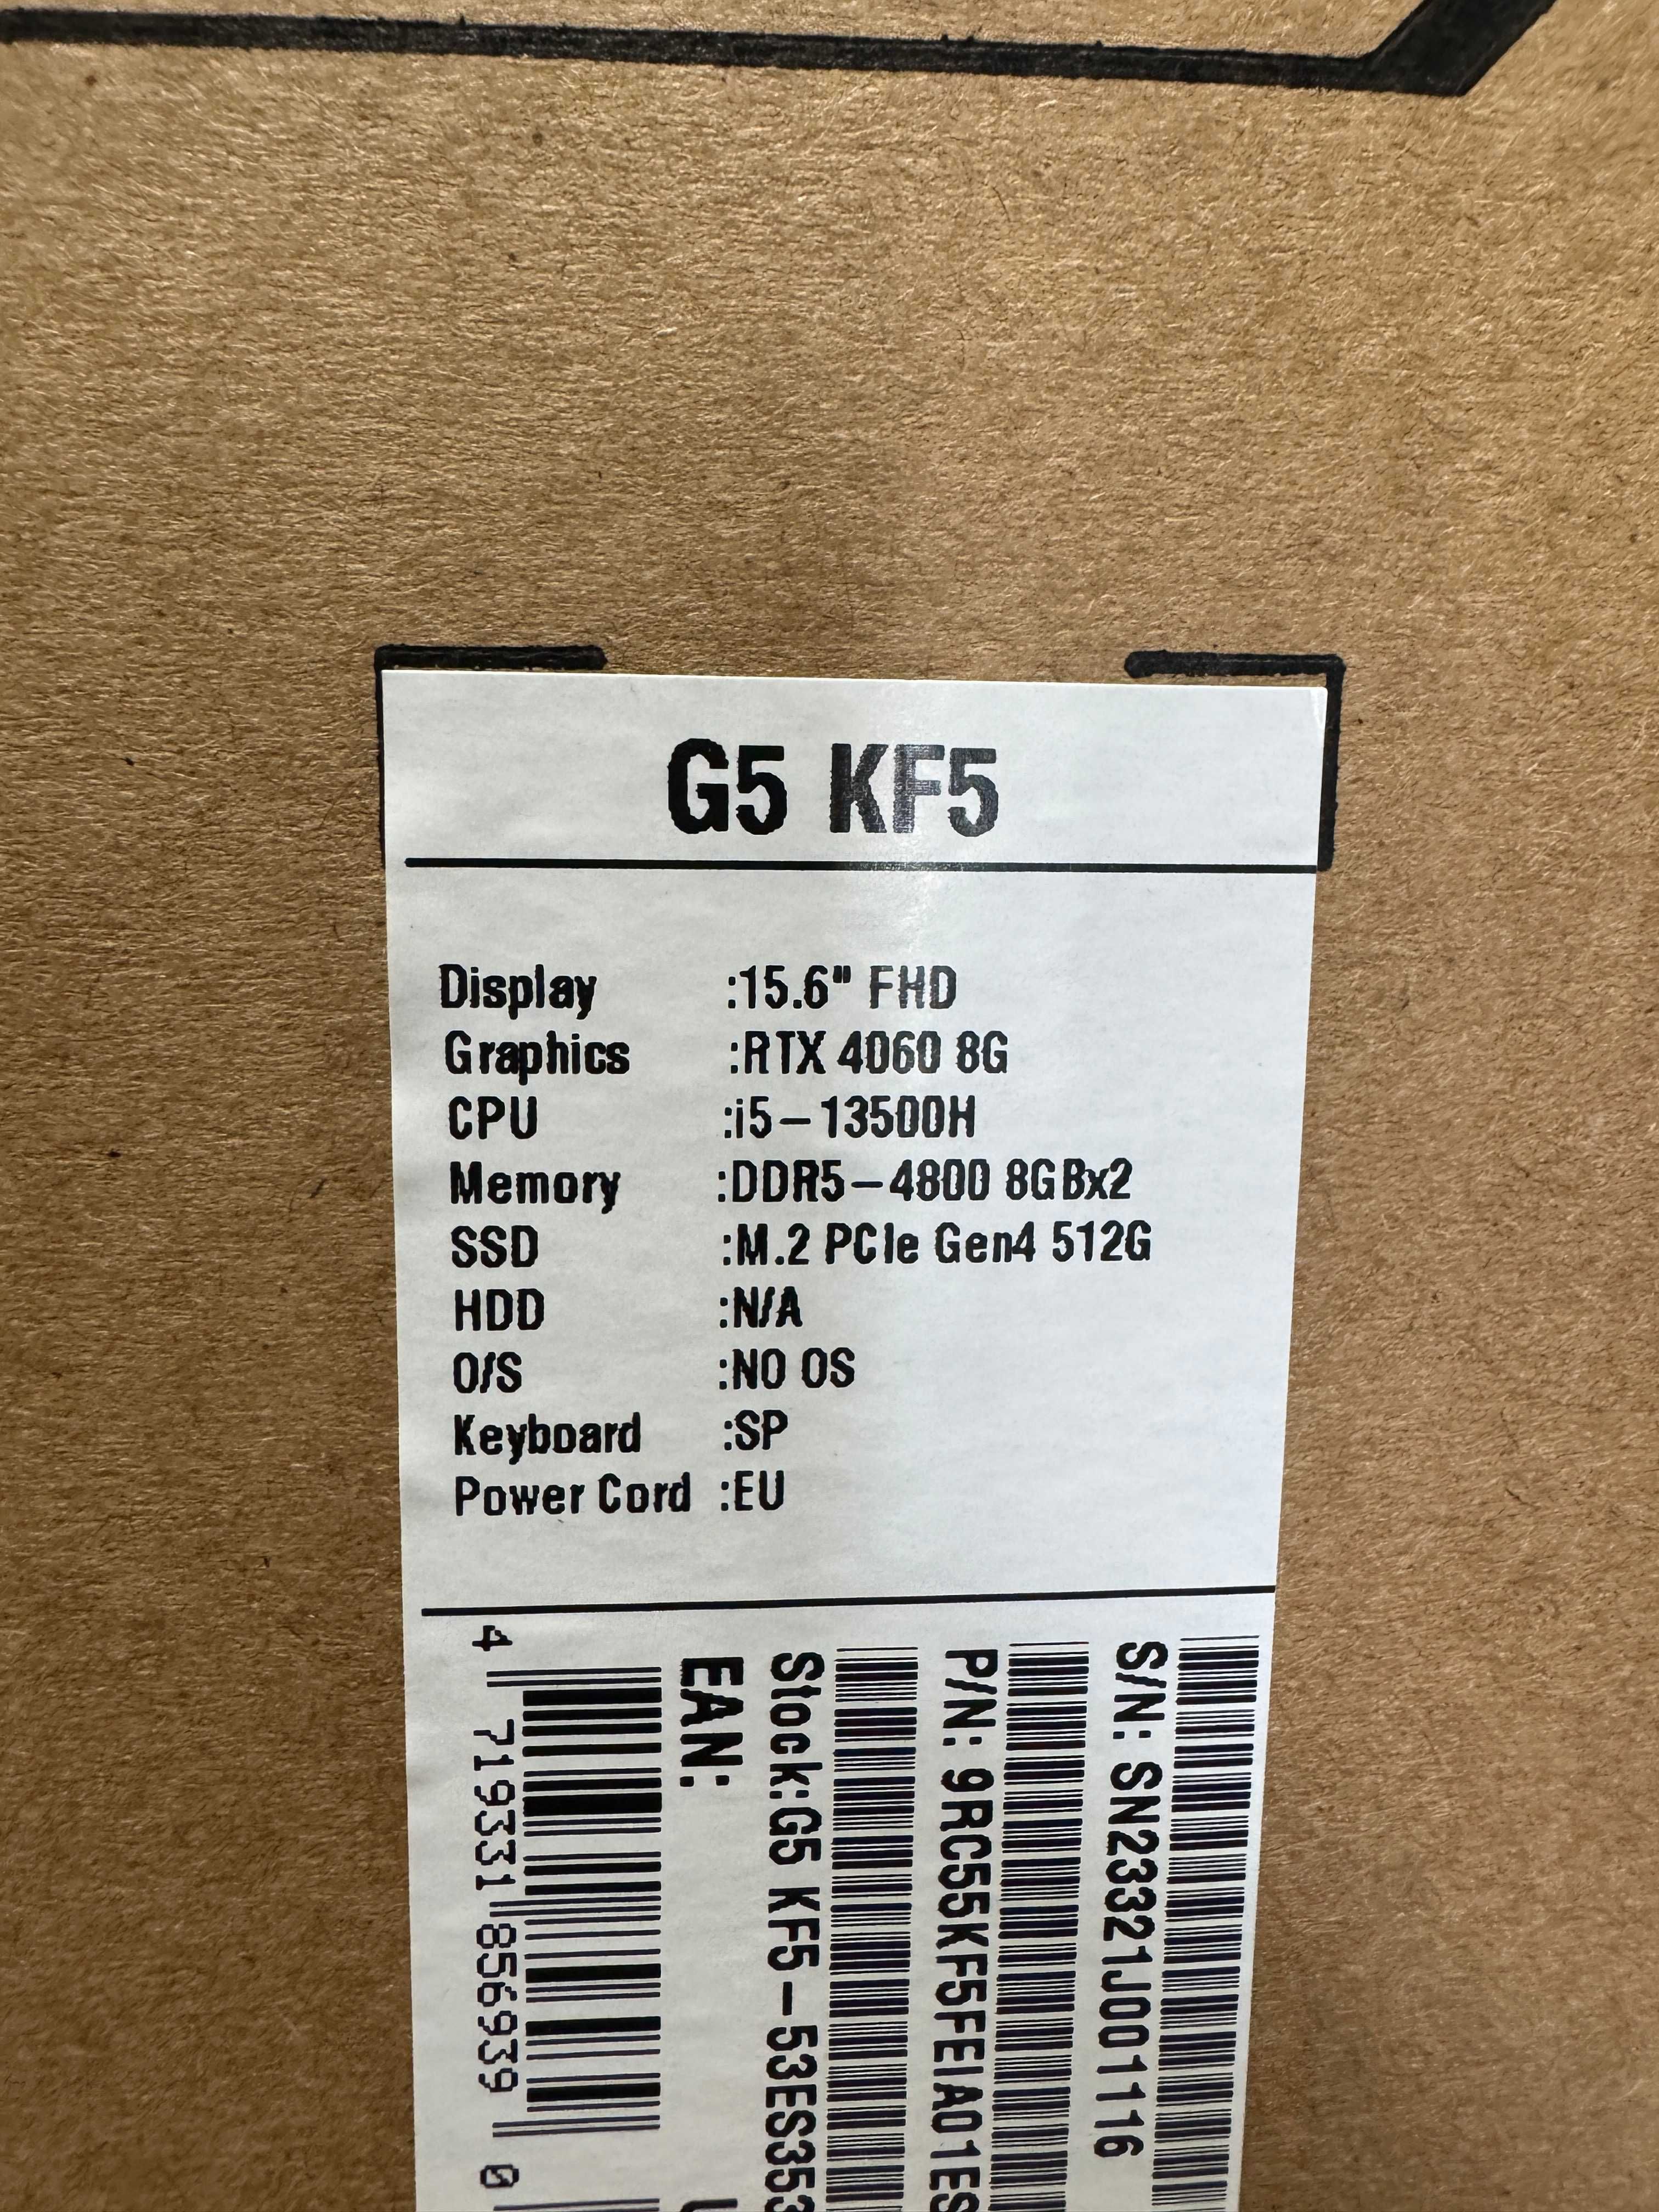 G5 KF5
Display :15.6" FHD
Graphics :RTX 4060 8G
CPU :i5-13500H
Memory :DDR5-4800 8GBx2
SSD :M.2 PCIe Gen4 512G
HDD :N/A
O/S :NO OS
Keyboard :SP
Power Cord :EU
S/N: SN23321J001116
P/N: 9RC55KF5FEIA01ES
Stock:G5 KF5-53ES353
EAN:
4 719331 856939 0